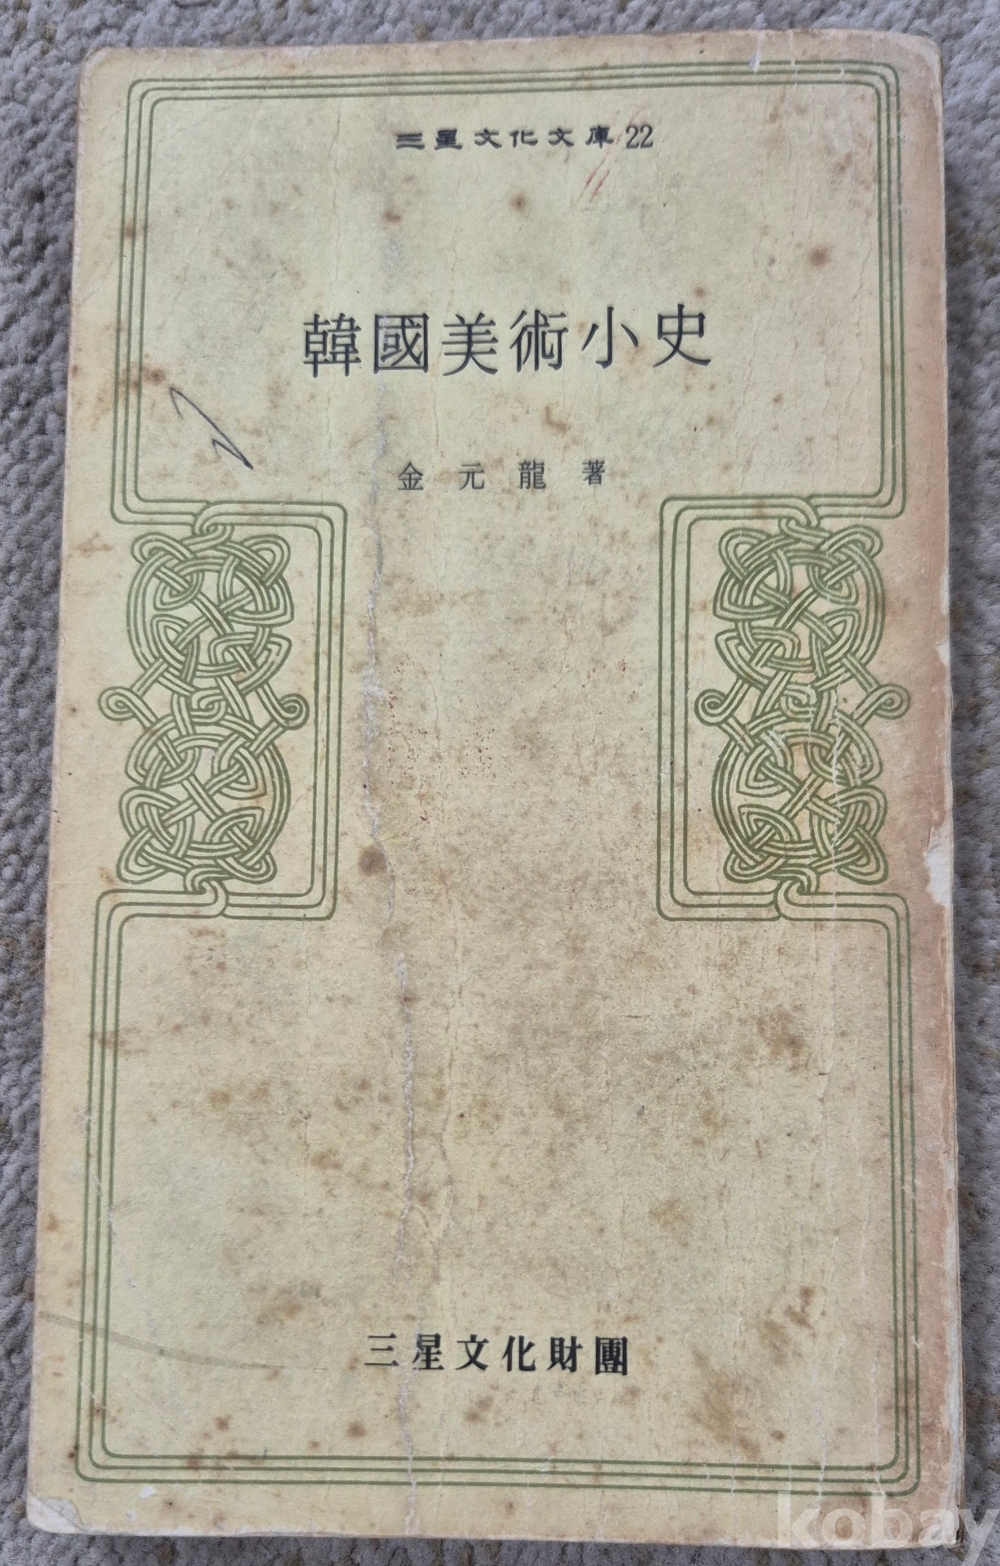 三星文化文庫 22
韓國美術小史
金元龍 著
三星文化財團
kobay